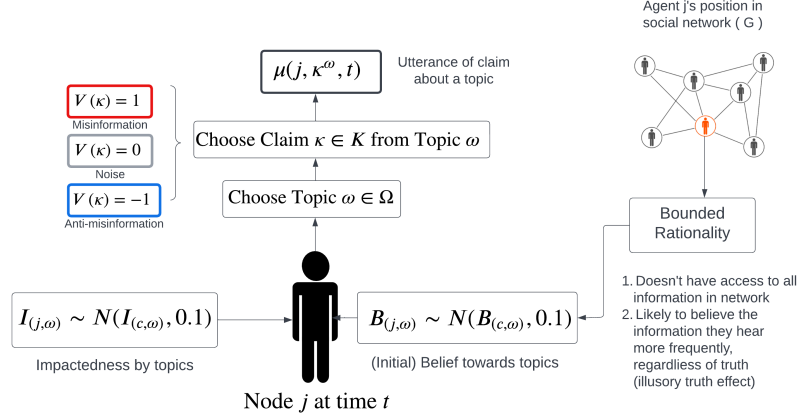 Agent j's position in
social network ( G )
μ(j, κ^ω, t)
Utterance of claim
about a topic
V (κ) = 1
Misinformation
V (κ) = 0
Noise
V (κ) = −1
Anti-misinformation
Choose Claim κ ∈ K from Topic ω
Choose Topic ω ∈ Ω
Bounded
Rationality
1. Doesn't have access to all
information in network
2. Likely to believe the
information they hear
more frequently,
regardlies of truth
(illusory truth effect)
I_(j,ω) ∼ N(I_(c,ω), 0.1)
Impactedness by topics
B_(j,ω) ∼ N(B_(c,ω), 0.1)
(Initial) Belief towards topics
Node j at time t